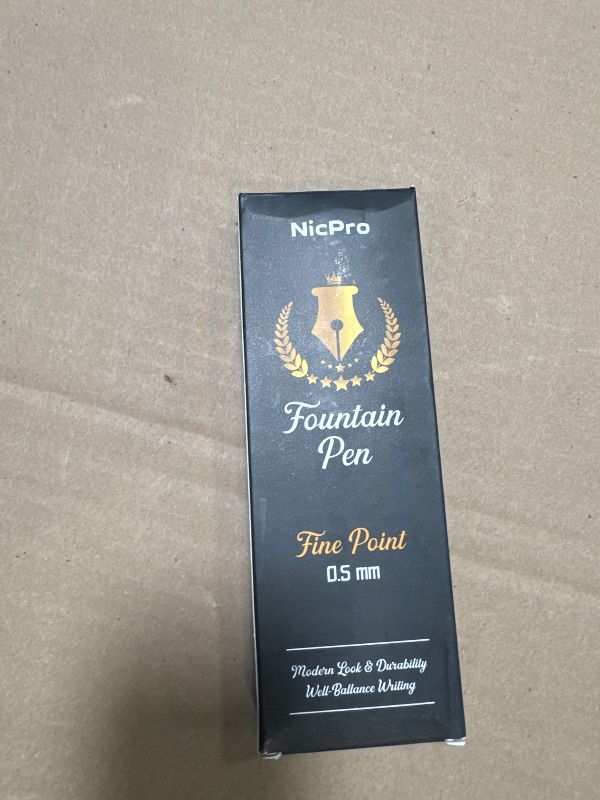 NicPro
Fountain
Pen
Fine Point
0.5 mm
Modern Look & Durability
Well-Ballance Writing